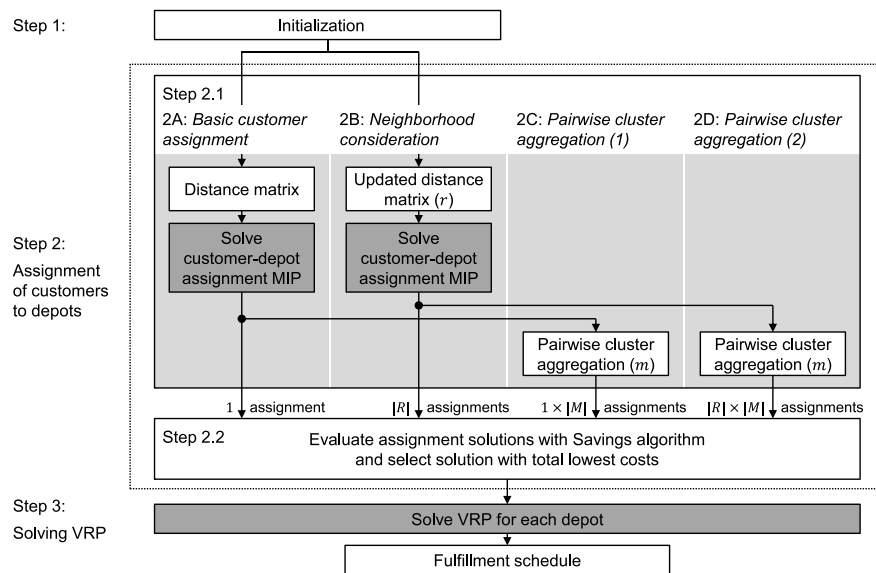 Step 1:
Initialization
Step 2.1
2A: Basic customer
assignment
2B: Neighborhood
consideration
2C: Pairwise cluster
aggregation (1)
2D: Pairwise cluster
aggregation (2)
Distance matrix
Updated distance
matrix (r)
Solve
customer-depot
assignment MIP
Solve
customer-depot
assignment MIP
Step 2:
Assignment
of customers
to depots
Pairwise cluster
aggregation (m)
Pairwise cluster
aggregation (m)
1 assignment
|R| assignments
1 × |M| assignments
|R| × |M| assignments
Step 2.2
Evaluate assignment solutions with Savings algorithm
and select solution with total lowest costs
Step 3:
Solving VRP
Solve VRP for each depot
Fulfillment schedule